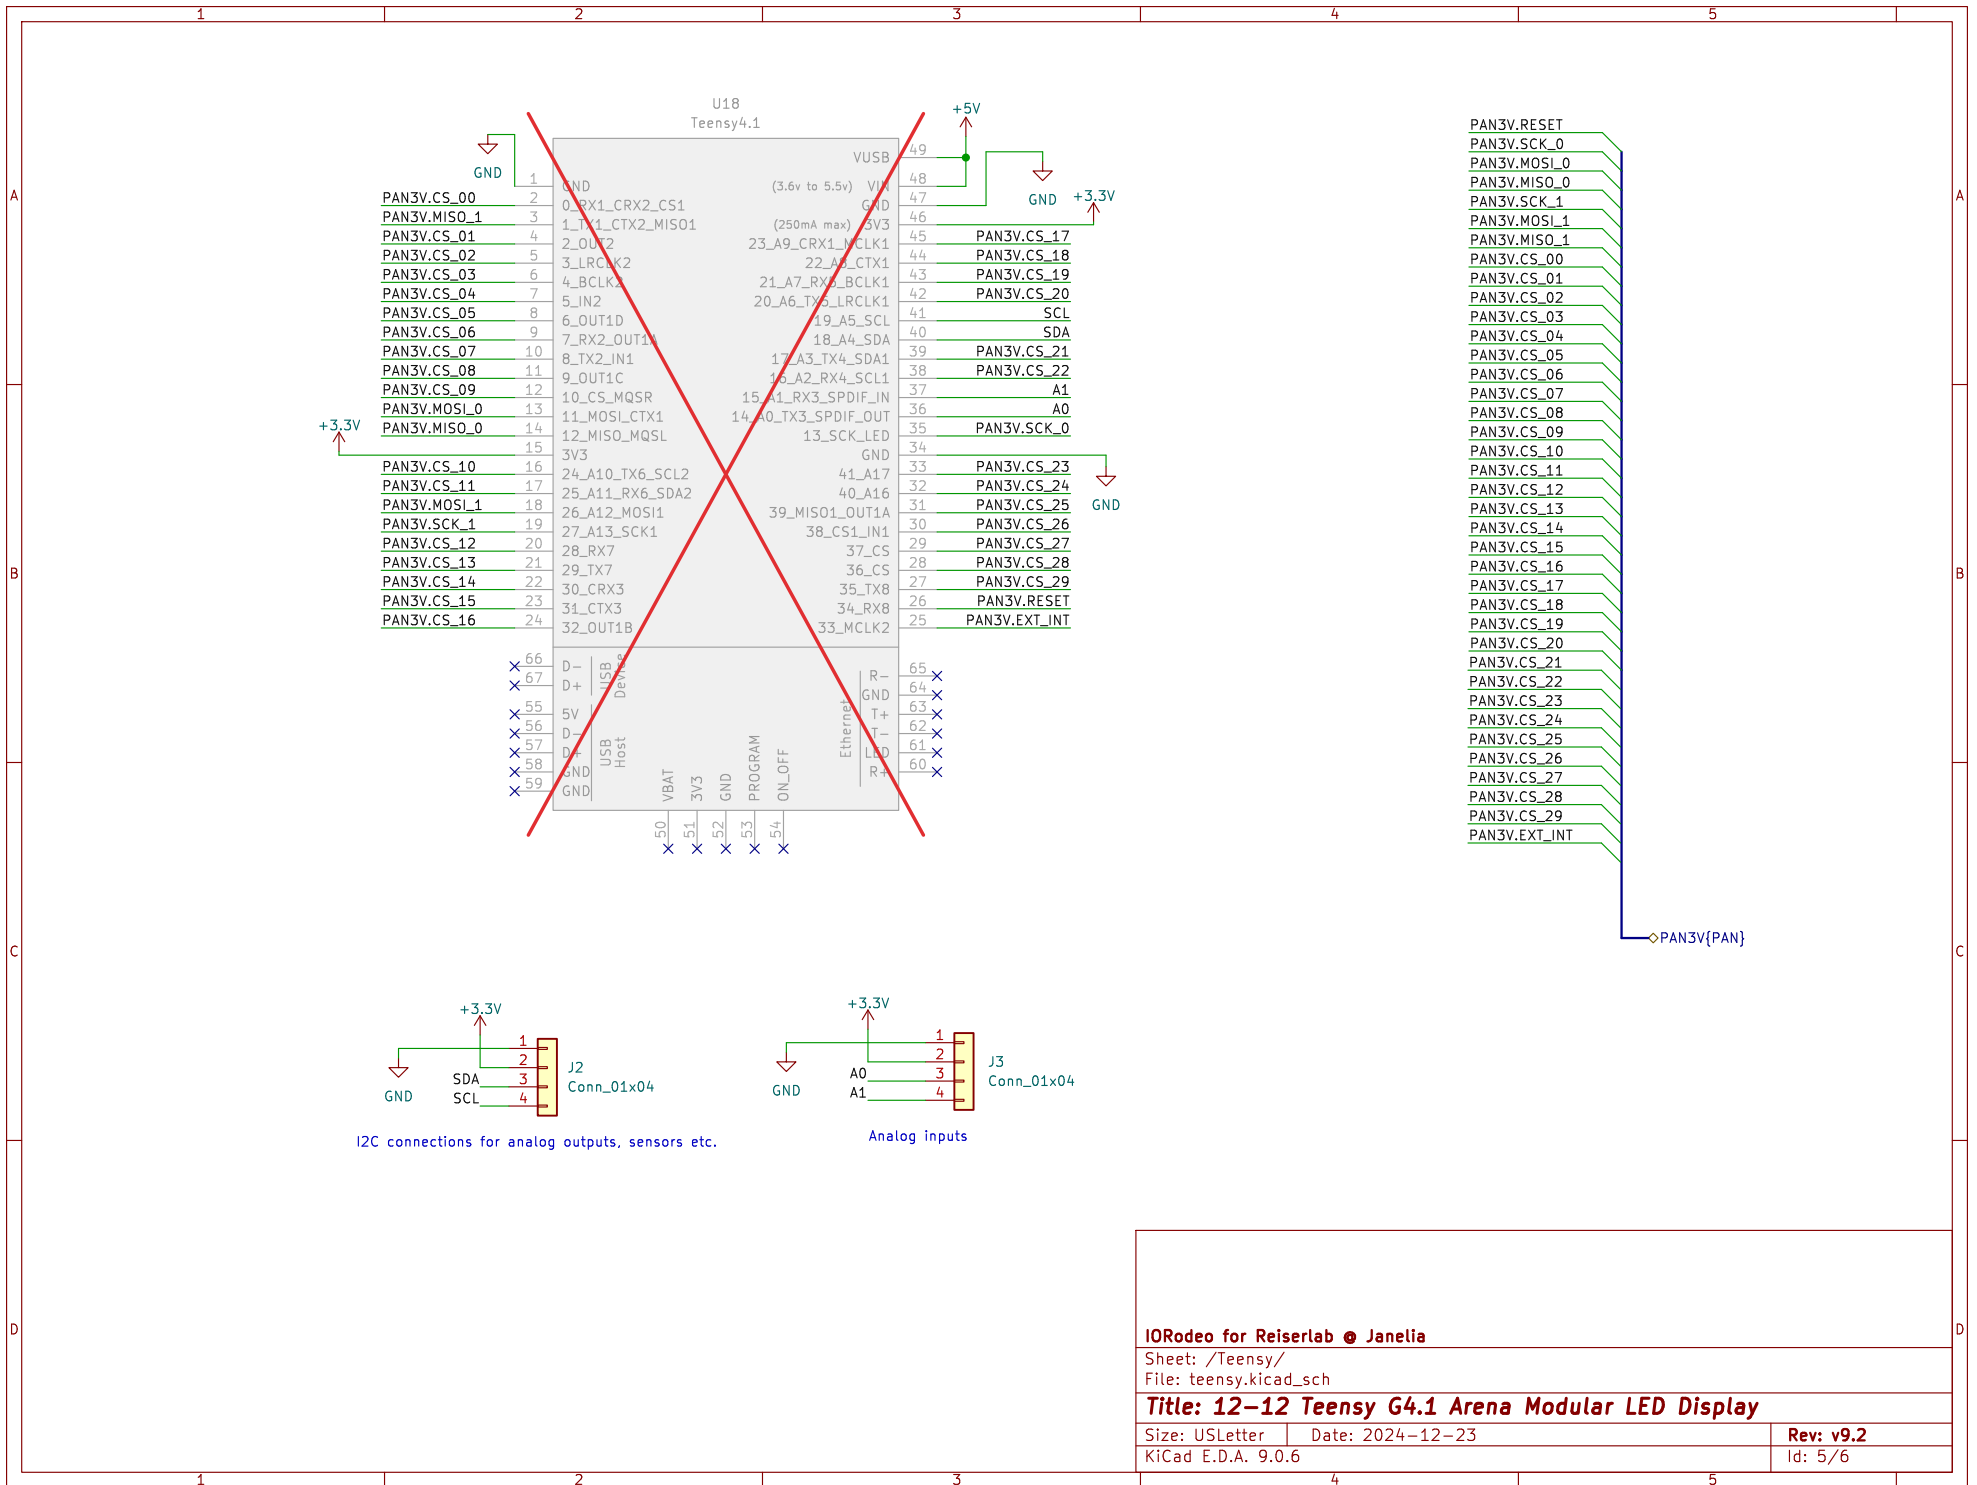 1 2 3 4 5
A A
B B
C C
D D
1 2 3 4 5
U18
Teensy4.1
GND
PAN3V.CS_00
PAN3V.MISO_1
PAN3V.CS_01
PAN3V.CS_02
PAN3V.CS_03
PAN3V.CS_04
PAN3V.CS_05
PAN3V.CS_06
PAN3V.CS_07
PAN3V.CS_08
PAN3V.CS_09
PAN3V.MOSI_0
PAN3V.MISO_0
+3.3V
PAN3V.CS_10
PAN3V.CS_11
PAN3V.MOSI_1
PAN3V.SCK_1
PAN3V.CS_12
PAN3V.CS_13
PAN3V.CS_14
PAN3V.CS_15
PAN3V.CS_16
1 GND
2 0_RX1_CRX2_CS1
3 1_TX1_CTX2_MISO1
4 2_OUT2
5 3_LRCLK2
6 4_BCLK2
7 5_IN2
8 6_OUT1D
9 7_RX2_OUT1A
10 8_TX2_IN1
11 9_OUT1C
12 10_CS_MQSR
13 11_MOSI_CTX1
14 12_MISO_MQSL
15 3V3
16 24_A10_TX6_SCL2
17 25_A11_RX6_SDA2
18 26_A12_MOSI1
19 27_A13_SCK1
20 28_RX7
21 29_TX7
22 30_CRX3
23 31_CTX3
24 32_OUT1B
66 D-
67 D+
USB
Device
55 5V
56 D-
57 D+
58 GND
59 GND
USB
Host
VBAT 50
3V3 51
GND 52
PROGRAM 53
ON_OFF 54
VUSB 49
(3.6v to 5.5v) VIN 48
GND 47
(250mA max) 3V3 46
23_A9_CRX1_MCLK1 45
22_A8_CTX1 44
21_A7_RX5_BCLK1 43
20_A6_TX5_LRCLK1 42
19_A5_SCL 41
18_A4_SDA 40
17_A3_TX4_SDA1 39
16_A2_RX4_SCL1 38
15_A1_RX3_SPDIF_IN 37
14_A0_TX3_SPDIF_OUT 36
13_SCK_LED 35
GND 34
41_A17 33
40_A16 32
39_MISO1_OUT1A 31
38_CS1_IN1 30
37_CS 29
36_CS 28
35_TX8 27
34_RX8 26
33_MCLK2 25
R- 65
GND 64
T+ 63
T- 62
LED 61
R+ 60
Ethernet
+5V
GND
+3.3V
PAN3V.CS_17
PAN3V.CS_18
PAN3V.CS_19
PAN3V.CS_20
SCL
SDA
PAN3V.CS_21
PAN3V.CS_22
A1
A0
PAN3V.SCK_0
GND
PAN3V.CS_23
PAN3V.CS_24
PAN3V.CS_25
PAN3V.CS_26
PAN3V.CS_27
PAN3V.CS_28
PAN3V.CS_29
PAN3V.RESET
PAN3V.EXT_INT
PAN3V.RESET
PAN3V.SCK_0
PAN3V.MOSI_0
PAN3V.MISO_0
PAN3V.SCK_1
PAN3V.MOSI_1
PAN3V.MISO_1
PAN3V.CS_00
PAN3V.CS_01
PAN3V.CS_02
PAN3V.CS_03
PAN3V.CS_04
PAN3V.CS_05
PAN3V.CS_06
PAN3V.CS_07
PAN3V.CS_08
PAN3V.CS_09
PAN3V.CS_10
PAN3V.CS_11
PAN3V.CS_12
PAN3V.CS_13
PAN3V.CS_14
PAN3V.CS_15
PAN3V.CS_16
PAN3V.CS_17
PAN3V.CS_18
PAN3V.CS_19
PAN3V.CS_20
PAN3V.CS_21
PAN3V.CS_22
PAN3V.CS_23
PAN3V.CS_24
PAN3V.CS_25
PAN3V.CS_26
PAN3V.CS_27
PAN3V.CS_28
PAN3V.CS_29
PAN3V.EXT_INT
PAN3V{PAN}
+3.3V
GND
SDA
SCL
1
2
3
4
J2
Conn_01x04
I2C connections for analog outputs, sensors etc.
+3.3V
GND
A0
A1
1
2
3
4
J3
Conn_01x04
Analog inputs
IORodeo for Reiserlab @ Janelia
Sheet: /Teensy/
File: teensy.kicad_sch
Title: 12-12 Teensy G4.1 Arena Modular LED Display
Size: USLetter Date: 2024-12-23 Rev: v9.2
KiCad E.D.A. 9.0.6 Id: 5/6